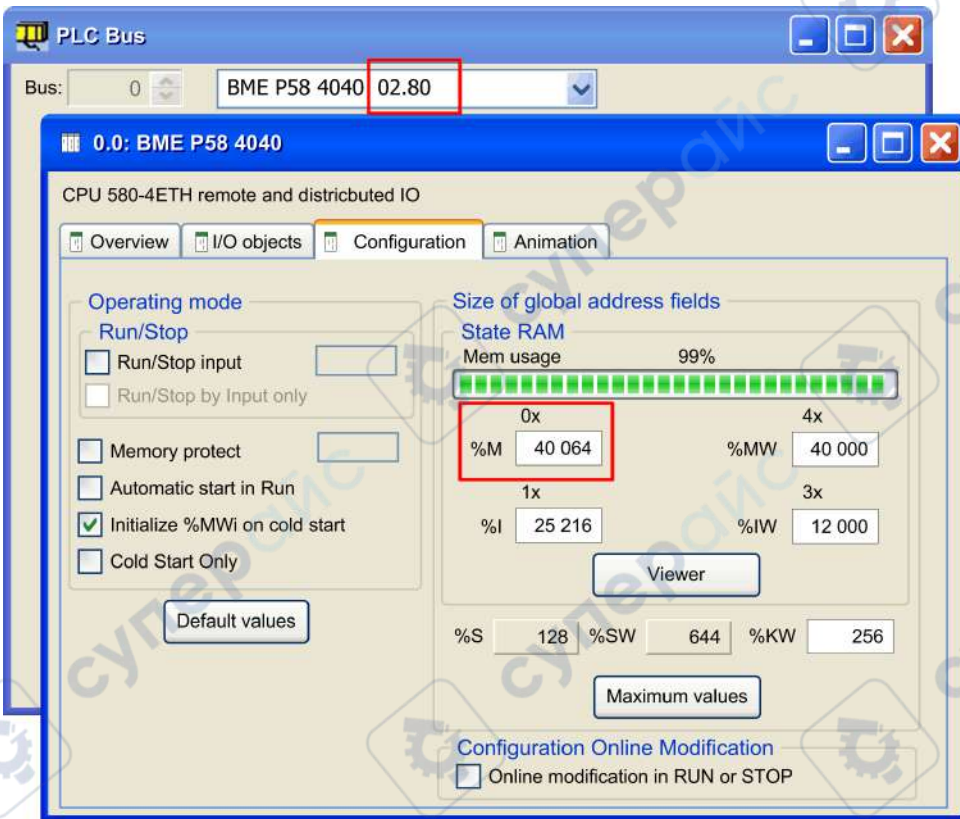 PLC Bus
Bus: 0 BME P58 4040 02.80
0.0: BME P58 4040
CPU 580-4ETH remote and districbuted IO
Overview I/O objects Configuration Animation
Operating mode
Run/Stop
Run/Stop input
Run/Stop by Input only
Memory protect
Automatic start in Run
Initialize %MWi on cold start
Cold Start Only
Default values
Size of global address fields
State RAM
Mem usage 99%
0x 4x
%M 40 064 %MW 40 000
1x 3x
%I 25 216 %IW 12 000
Viewer
%S 128 %SW 644 %KW 256
Maximum values
Configuration Online Modification
Online modification in RUN or STOP
суперайс
суперайс
суперайс
суперайс